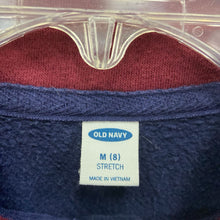 OLD NAVY
M (8)
STRETCH
MADE IN VIETNAM